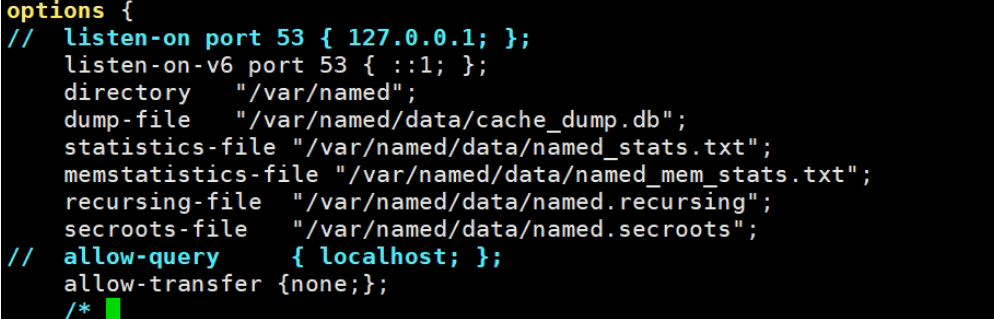 options {
//  listen-on port 53 { 127.0.0.1; };
    listen-on-v6 port 53 { ::1; };
    directory   "/var/named";
    dump-file   "/var/named/data/cache_dump.db";
    statistics-file "/var/named/data/named_stats.txt";
    memstatistics-file "/var/named/data/named_mem_stats.txt";
    recursing-file  "/var/named/data/named.recursing";
    secroots-file   "/var/named/data/named.secroots";
//  allow-query     { localhost; };
    allow-transfer {none;};
    /*